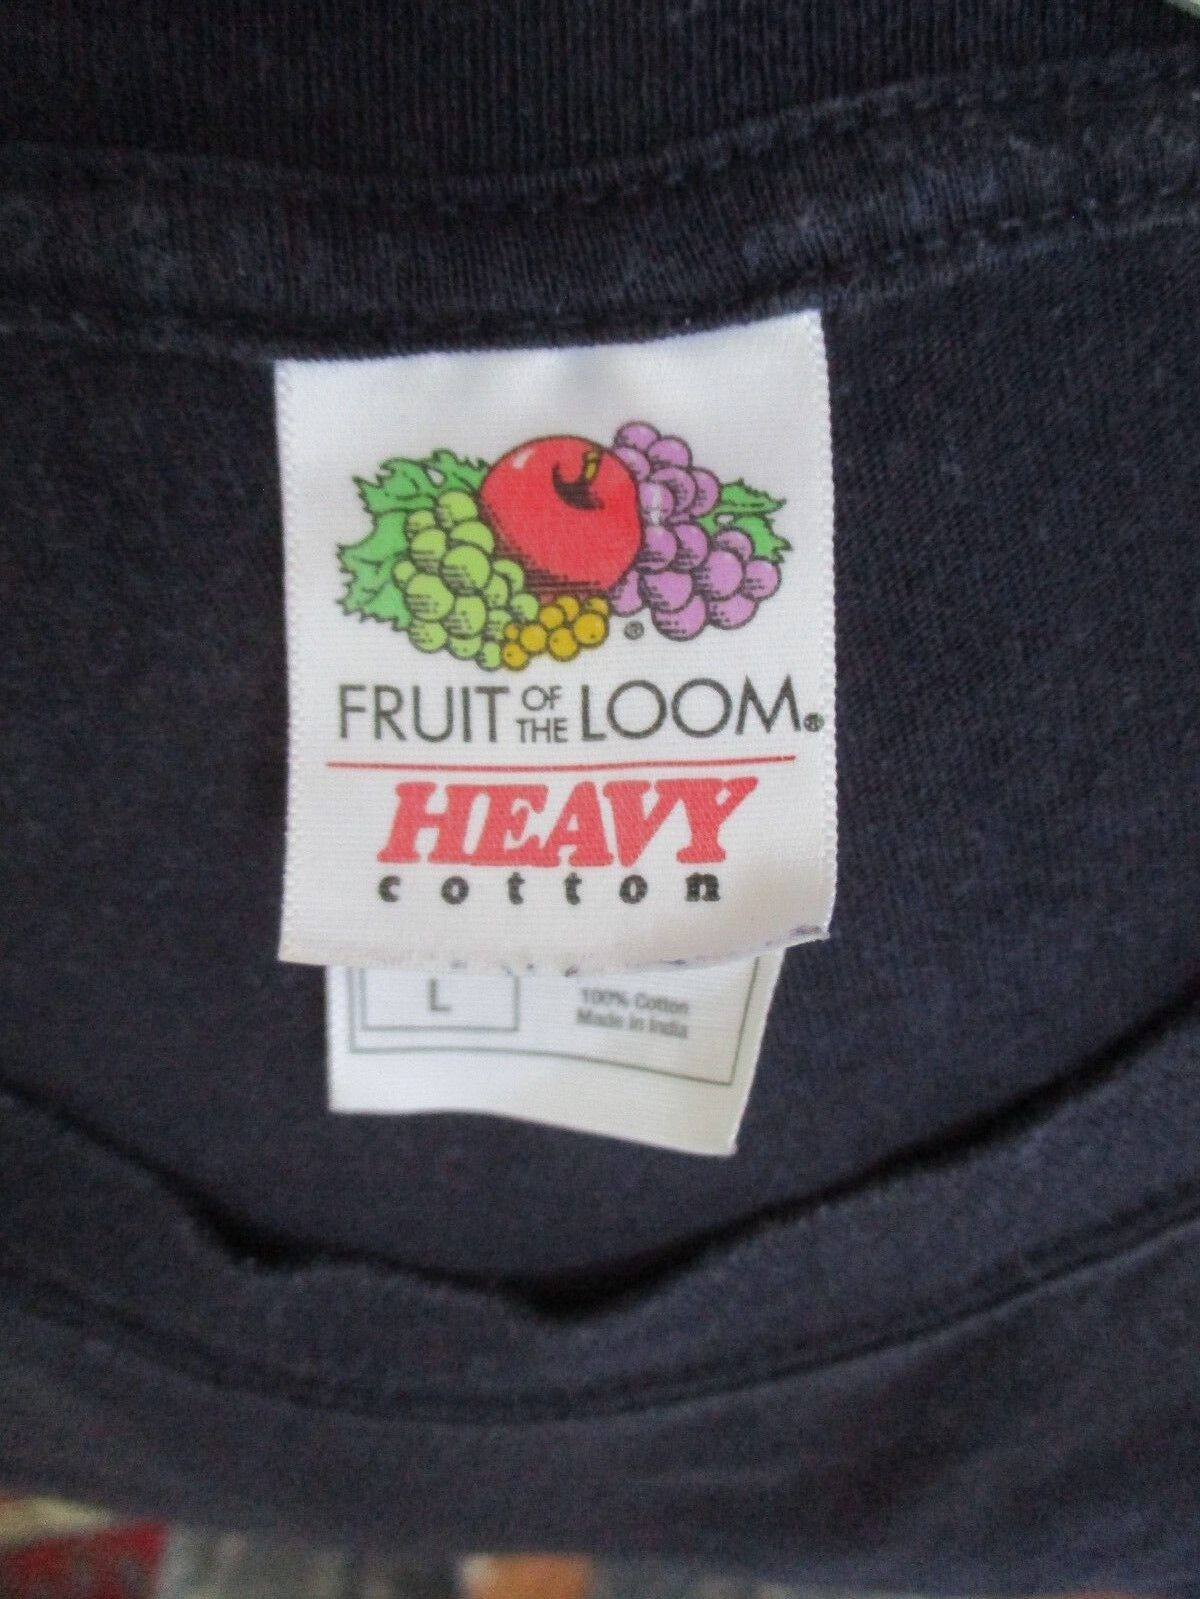 ®
FRUIT OF THE LOOM®
HEAVY
cotton
L
100% Cotton
Made in India